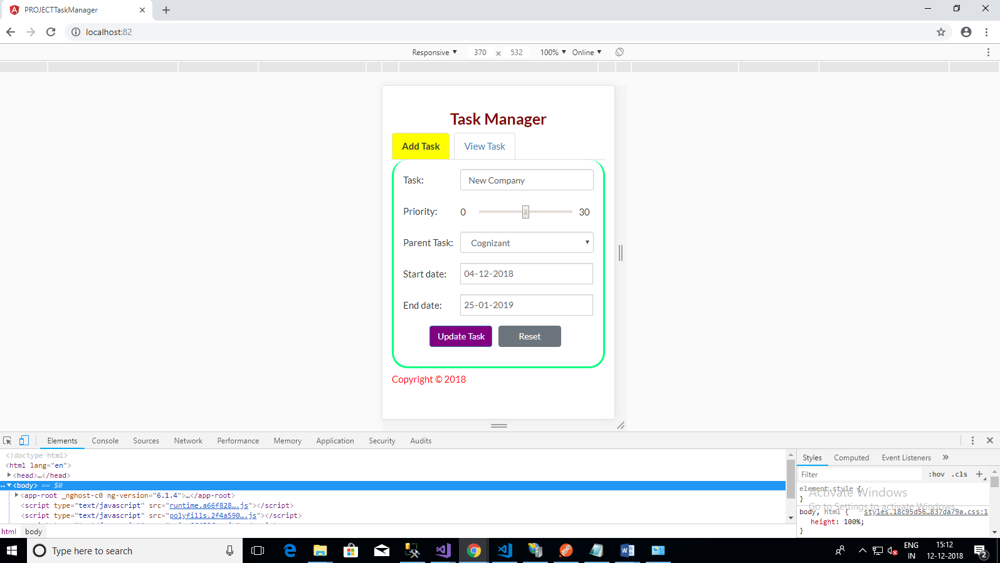 PROJECTTaskManager
localhost:82
Responsive ▼ 370 x 532 100% ▼ Online ▼
Task Manager
Add Task View Task
Task: New Company
Priority: 0 30
Parent Task: Cognizant
Start date: 04-12-2018
End date: 25-01-2019
Update Task Reset
Copyright © 2018
Elements Console Sources Network Performance Memory Application Security Audits
<!doctype html>
<html lang="en">
<head>…</head>
<body> == $0
<app-root _nghost-c0 ng-version="6.1.4">…</app-root>
<script type="text/javascript" src="runtime.a66f828….js"></script>
<script type="text/javascript" src="polyfills.2f4a590….js"></script>
html body
Styles Computed Event Listeners »
Filter :hov .cls +
element.style {
}
Activate Windows
Go to Settings to activate Windows.
body, html { styles.18c95d56…837da79a.css:1
height: 100%;
}
Type here to search
ENG
IN
15:12
12-12-2018
2